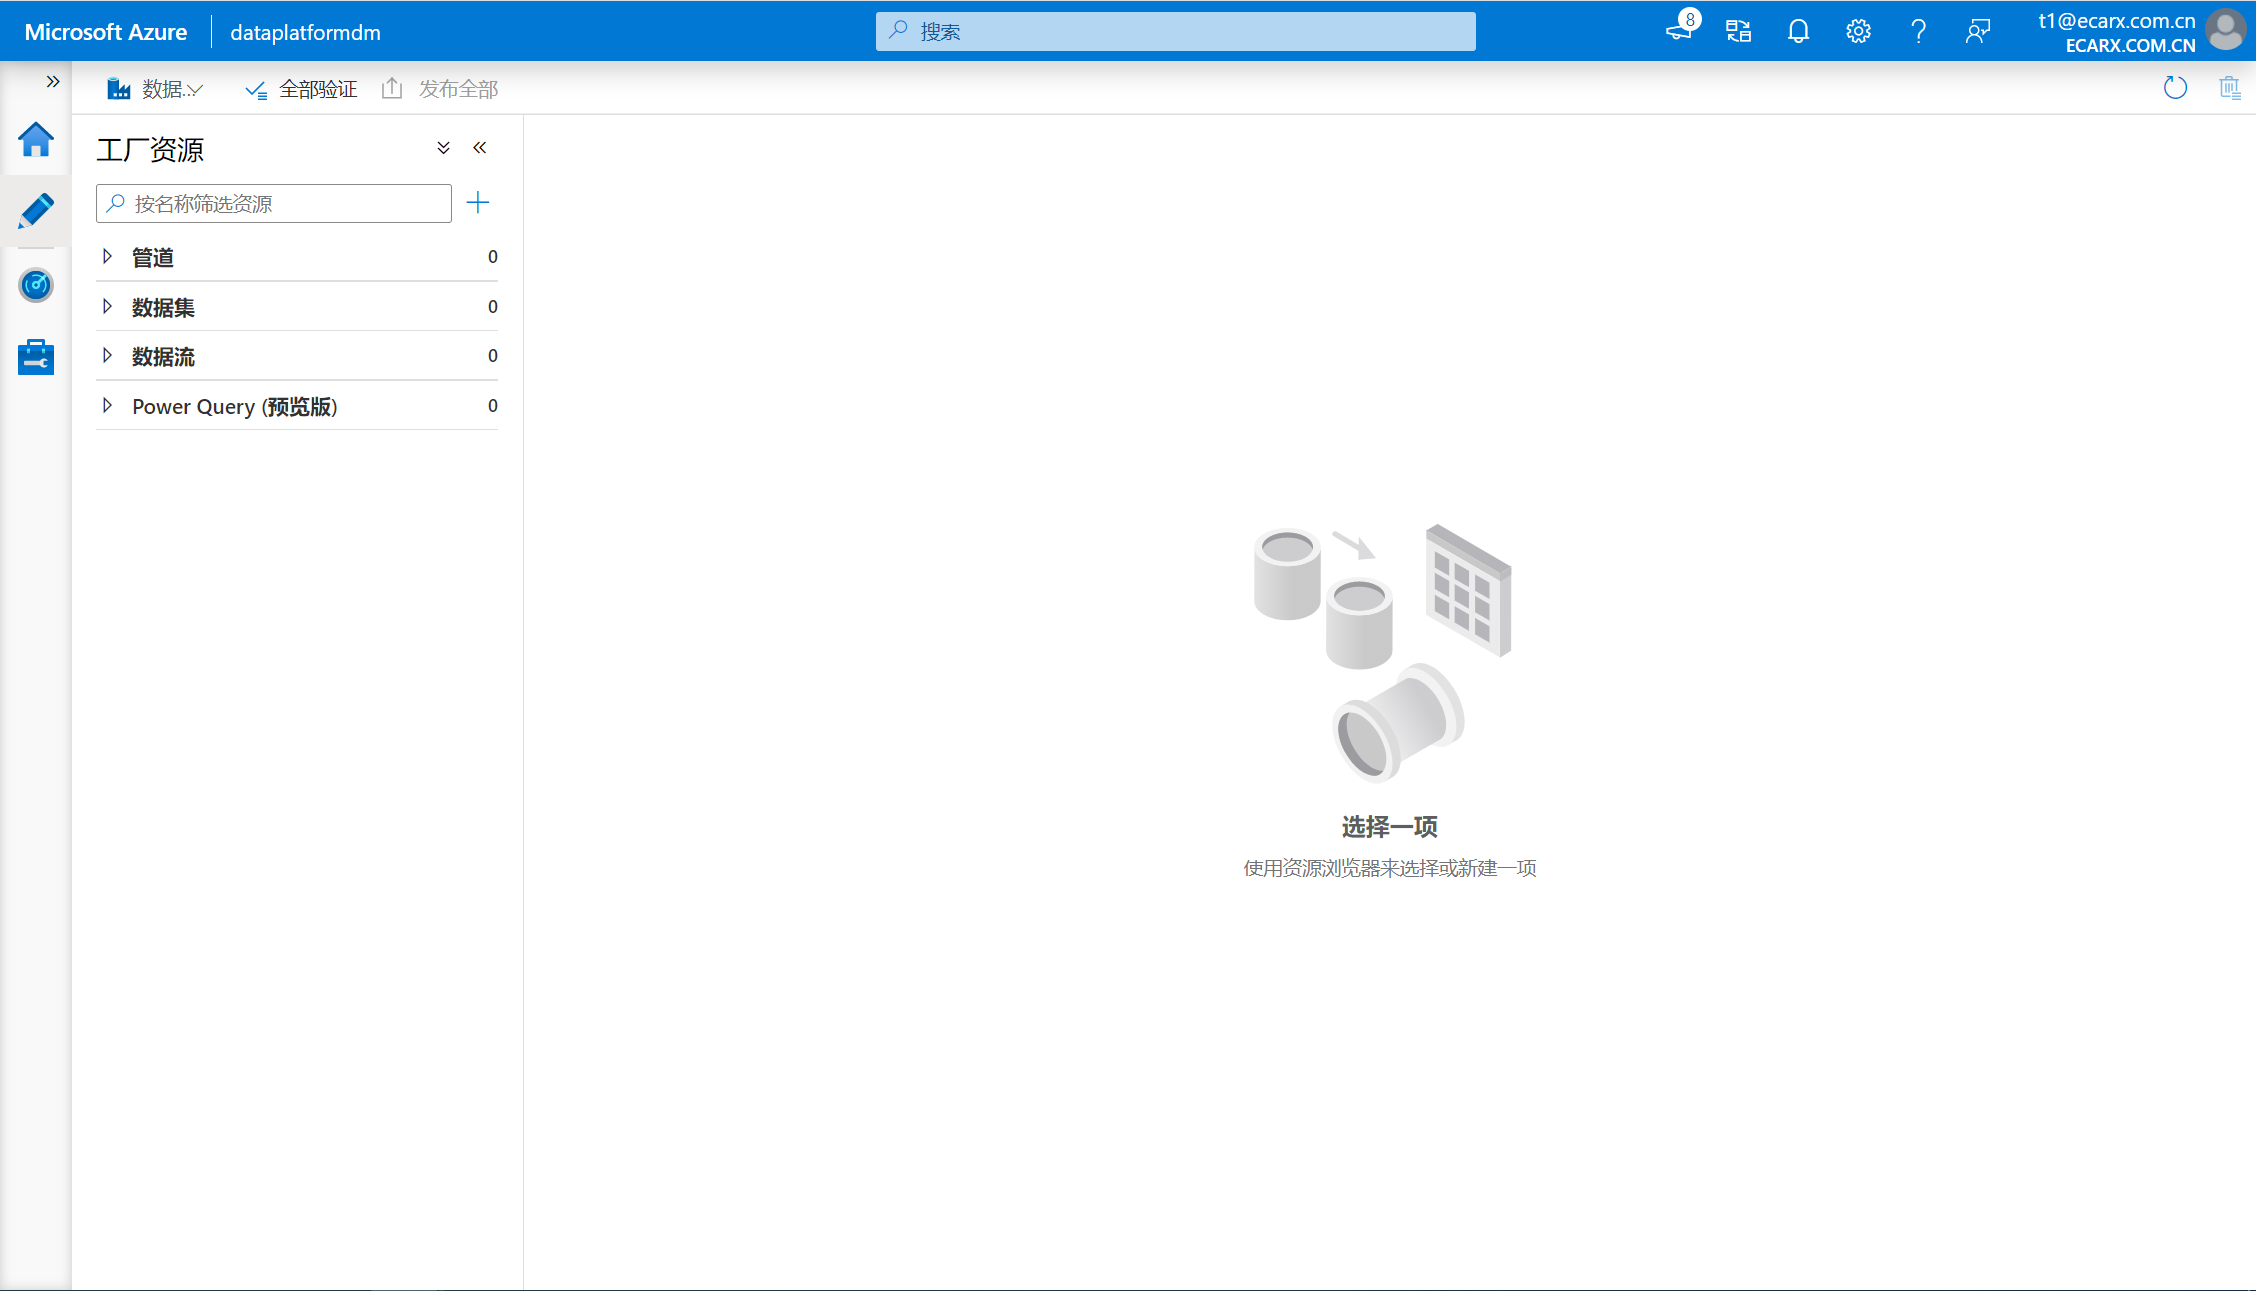 Microsoft Azure
dataplatformdm
搜索
8
t1@ecarx.com.cn
ECARX.COM.CN
数据...
全部验证
发布全部
工厂资源
按名称筛选资源
管道 0
数据集 0
数据流 0
Power Query (预览版) 0
选择一项
使用资源浏览器来选择或新建一项